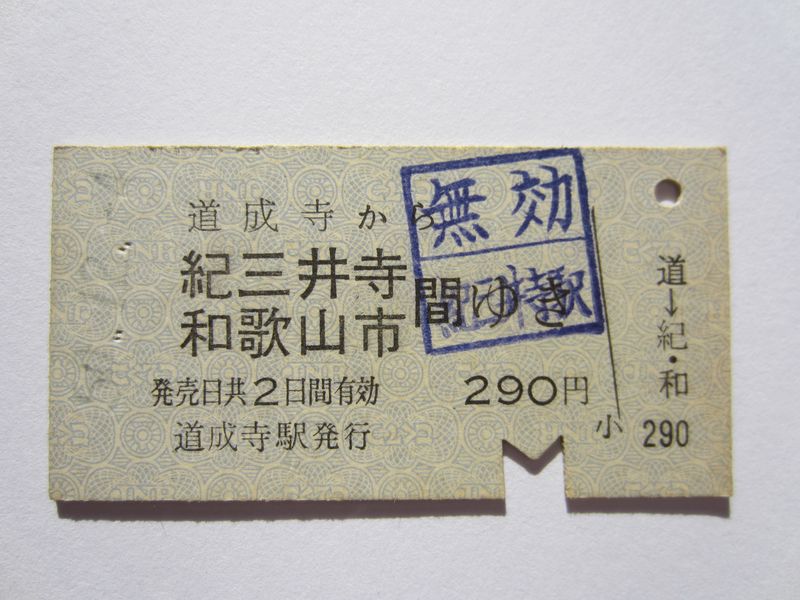 道成寺から
紀三井寺
和歌山市
間ゆき
発売日共2日間有効
290円
道成寺駅発行
小
道→紀・和
290
無効